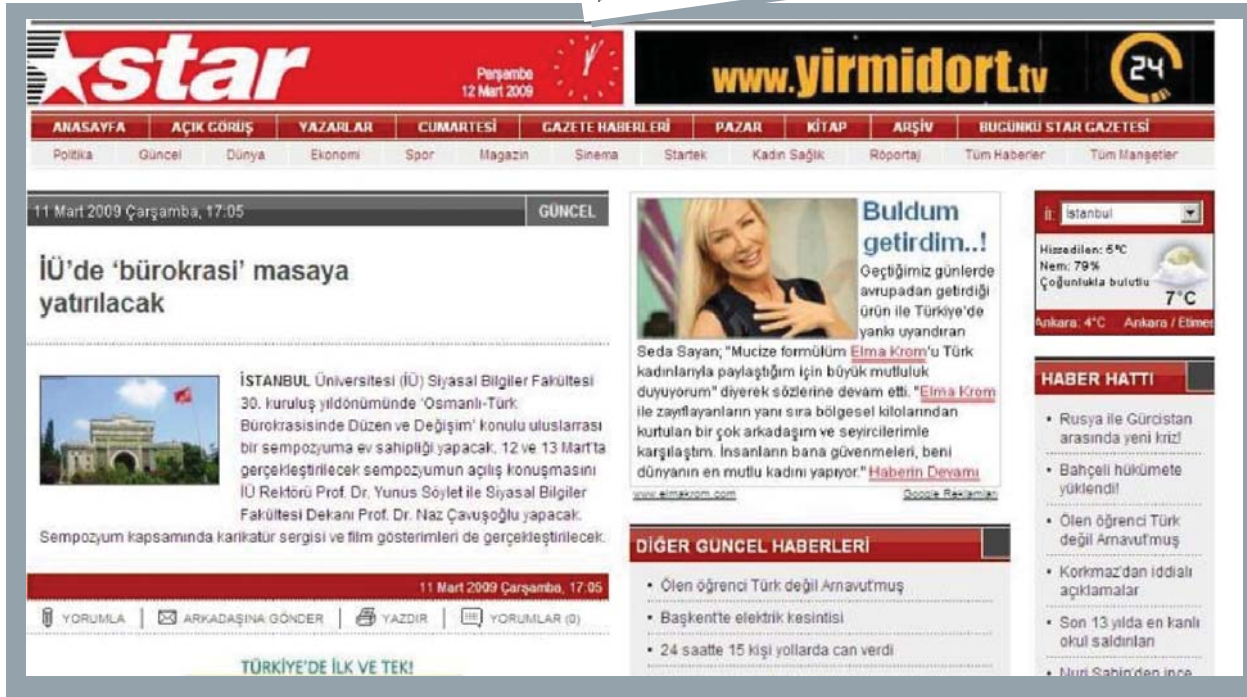 star
Perşembe
12 Mart 2009
www.yirmidort.tv
24
ANASAYFA AÇIK GÖRÜŞ YAZARLAR CUMARTESİ GAZETE HABERLERİ PAZAR KİTAP ARŞİV BUGÜNKÜ STAR GAZETESİ
Politika Güncel Dünya Ekonomi Spor Magazin Sinema Startek Kadın Sağlık Röportaj Tüm Haberler Tüm Manşetler
11 Mart 2009 Çarşamba, 17:05 GÜNCEL
İÜ’de ‘bürokrasi’ masaya
yatırılacak
İSTANBUL Üniversitesi (İÜ) Siyasal Bilgiler Fakültesi
30. kuruluş yıldönümünde ‘Osmanlı-Türk
Bürokrasisinde Düzen ve Değişim’ konulu uluslarrası
bir sempozyuma ev sahipliği yapacak. 12 ve 13 Mart’ta
gerçekleştirilecek sempozyumun açılış konuşmasını
İÜ Rektörü Prof. Dr. Yunus Söylet ile Siyasal Bilgiler
Fakültesi Dekanı Prof. Dr. Naz Çavuşoğlu yapacak.
Sempozyum kapsamında karikatür sergisi ve film gösterimleri de gerçekleştirilecek.
11 Mart 2009 Çarşamba, 17:05
YORUMLA ARKADAŞINA GÖNDER YAZDIR YORUMLAR (0)
TÜRKİYE'DE İLK VE TEK!
Buldum
getirdim..!
Geçtiğimiz günlerde
avrupadan getirdiği
ürün ile Türkiye'de
yankı uyandıran
Seda Sayan; "Mucize formülüm Elma Krom'u Türk
kadınlarıyla paylaştığım için büyük mutluluk
duyuyorum" diyerek sözlerine devam etti. "Elma Krom
ile zayıflayanların yanı sıra bölgesel kilolarından
kurtulan bir çok arkadaşım ve seyircilerimle
karşılaştım. İnsanların bana güvenmeleri, beni
dünyanın en mutlu kadını yapıyor." Haberin Devamı
www.elmakrom.com Google Reklamları
DİĞER GÜNCEL HABERLERİ
• Ölen öğrenci Türk değil Arnavut'muş
• Başkent'te elektrik kesintisi
• 24 saatte 15 kişi yollarda can verdi
İl: İstanbul
Hissedilen: 5°C
Nem: 79%
Çoğunlukla bulutlu
7°C
Ankara: 4°C Ankara / Etimes
HABER HATTI
• Rusya ile Gürcistan
arasında yeni kriz!
• Bahçeli hükümete
yüklendi!
• Ölen öğrenci Türk
değil Arnavut'muş
• Korkmaz'dan iddialı
açıklamalar
• Son 13 yılda en kanlı
okul saldırıları
• Nuri Şahin'den ince